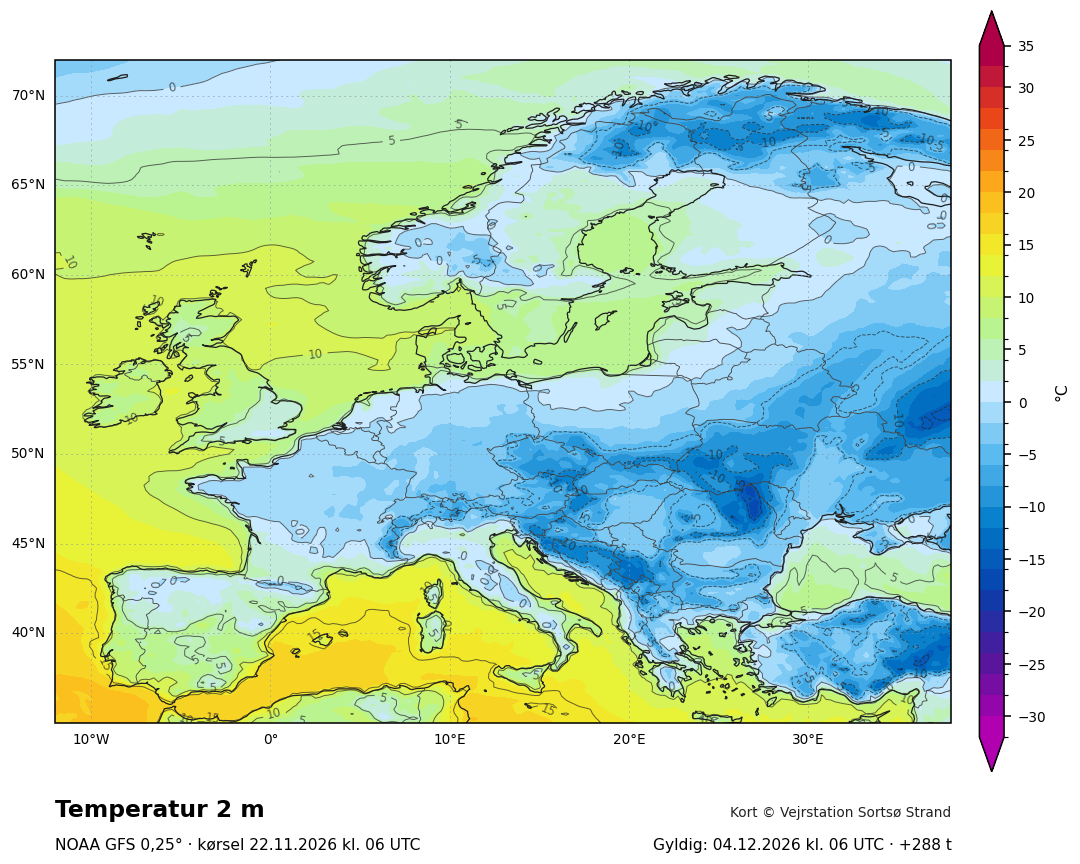 70°N
65°N
60°N
55°N
50°N
45°N
40°N
10°W
0°
10°E
20°E
30°E
35
30
25
20
15
10
5
0
−5
−10
−15
−20
−25
−30
°C
Temperatur 2 m
Kort © Vejrstation Sortsø Strand
NOAA GFS 0,25° · kørsel 22.11.2026 kl. 06 UTC
Gyldig: 04.12.2026 kl. 06 UTC · +288 t